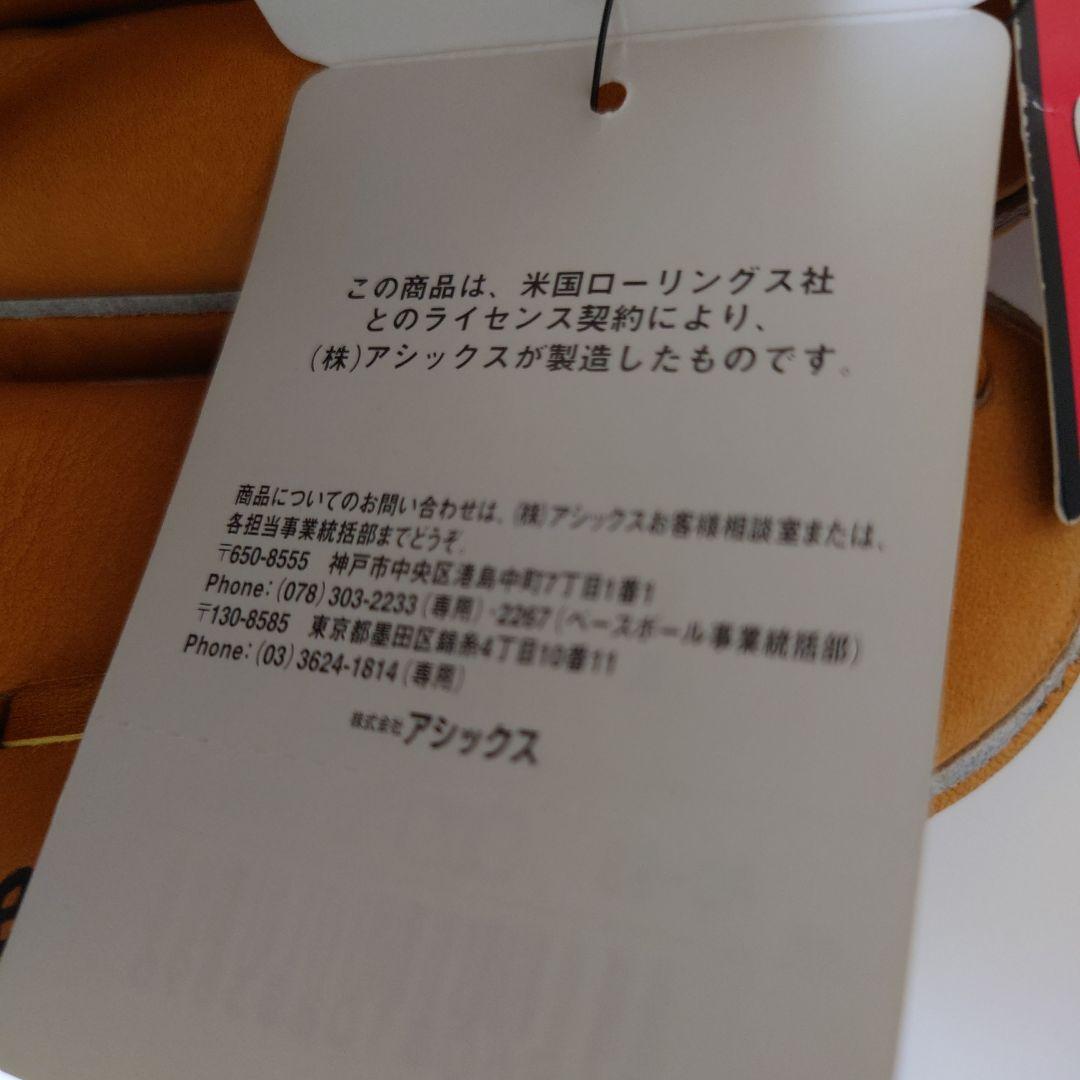 この商品は、米国ローリングス社
とのライセンス契約により、
(株)アシックスが製造したものです。
商品についてのお問い合わせは、(株)アシックスお客様相談室または、
各担当事業統括部までどうぞ。
〒650-8555 神戸市中央区港島中町7丁目1番1
Phone:(078)303-2233(専用)・2267(ベースボール事業統括部)
〒130-8585 東京都墨田区錦糸4丁目10番11
Phone:(03)3624-1814(専用)
株式会社アシックス